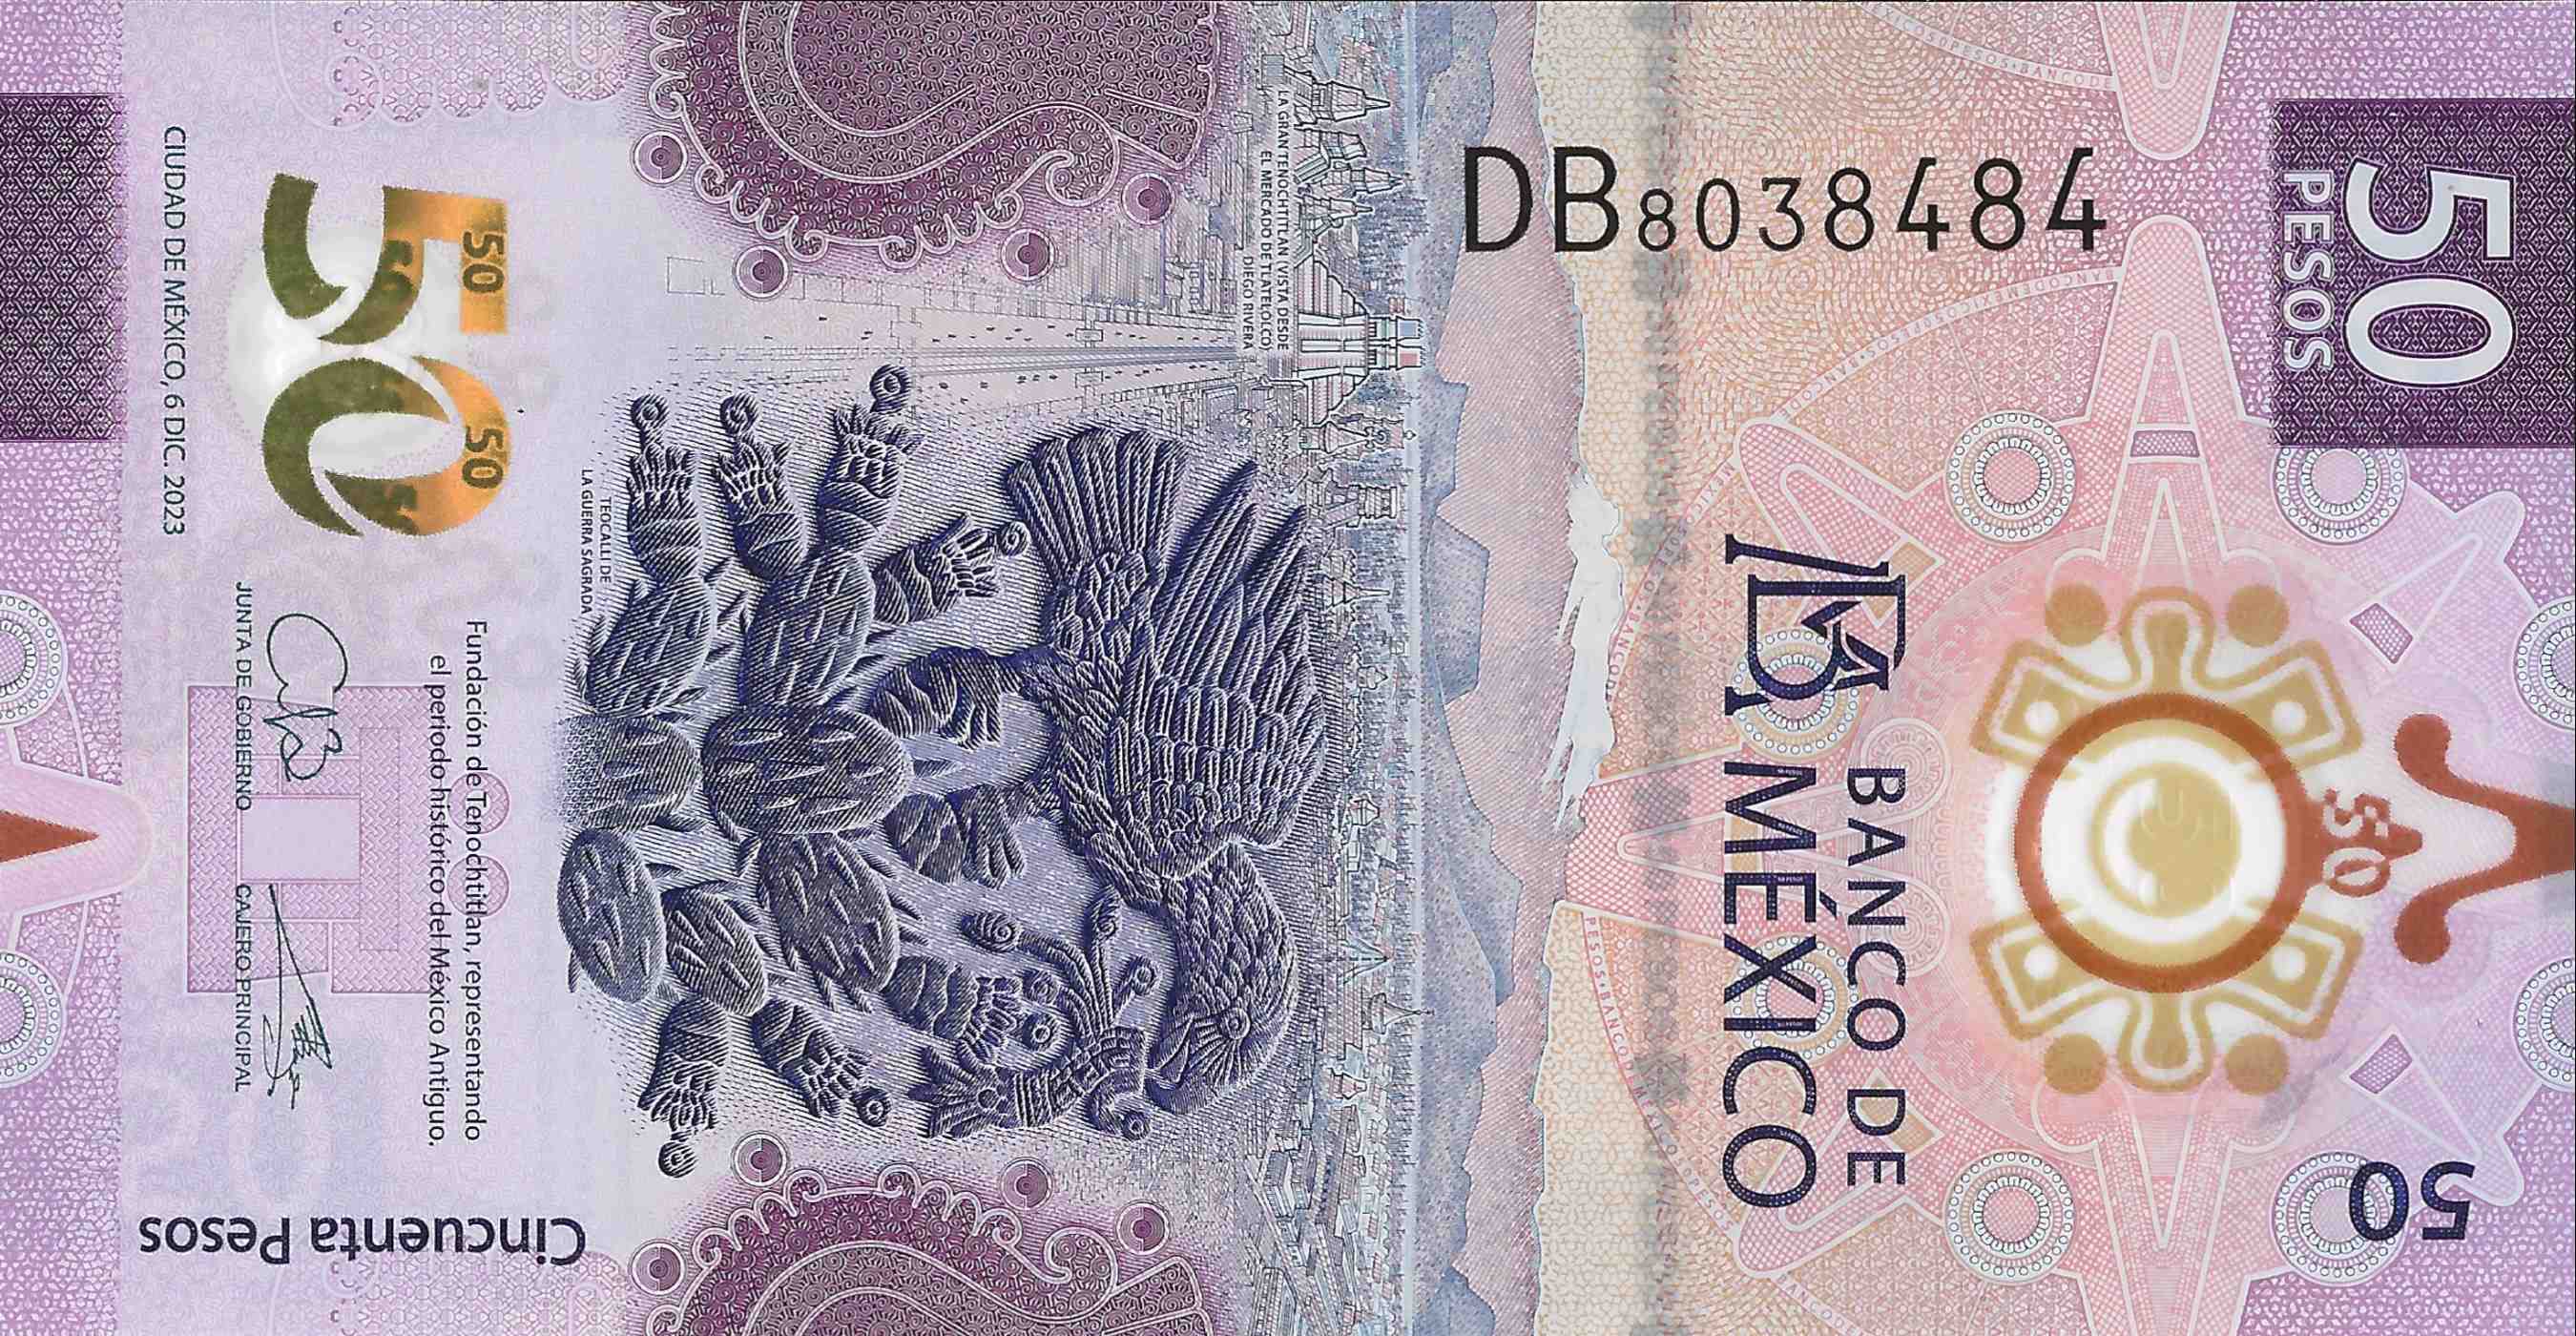 50
PESOS
50
BANCO DE
MÉXICO
DB8038484
LA GRAN TENOCHTITLAN VISTA DESDE
EL MERCADO DE TLATELOLCO)
DIEGO RIVERA
TEOCALLI DE
LA GUERRA SAGRADA
50
50
50
50
Fundación de Tenochtitlan, representando
el periodo histórico del México Antiguo.
JUNTA DE GOBIERNO
CAJERO PRINCIPAL
CIUDAD DE MÉXICO, 6 DIC. 2023
Cincuenta Pesos